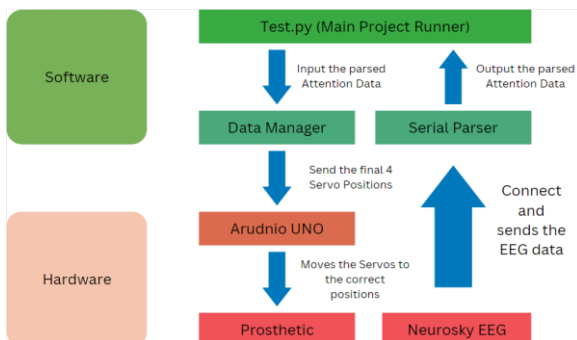 Test.py (Main Project Runner)
Software
Input the parsed
Attention Data
Output the parsed
Attention Data
Data Manager
Serial Parser
Send the final 4
Servo Positions
Connect
and
sends the
EEG data
Arudnio UNO
Hardware
Moves the Servos to
the correct
positions
Prosthetic
Neurosky EEG